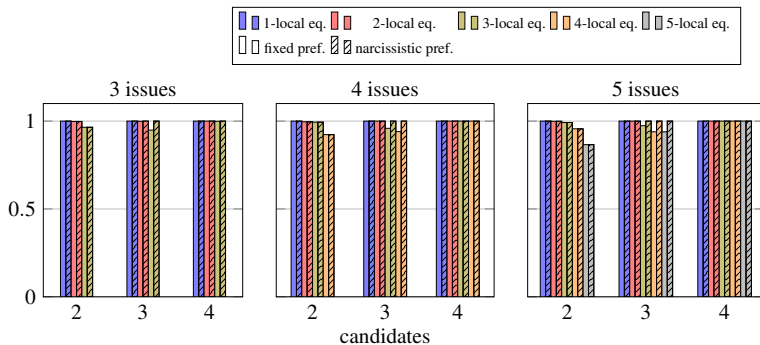 1-local eq. 2-local eq. 3-local eq. 4-local eq. 5-local eq.
fixed pref. narcissistic pref.
3 issues 4 issues 5 issues
1
0.5
0
2 3 4 2 3 4 2 3 4
candidates